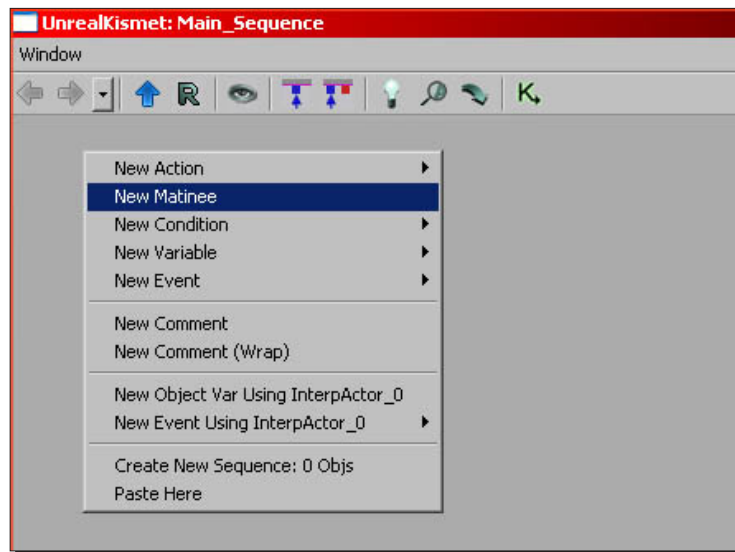 UnrealKismet: Main_Sequence
Window
R
K
New Action
New Matinee
New Condition
New Variable
New Event
New Comment
New Comment (Wrap)
New Object Var Using InterpActor_0
New Event Using InterpActor_0
Create New Sequence: 0 Objs
Paste Here